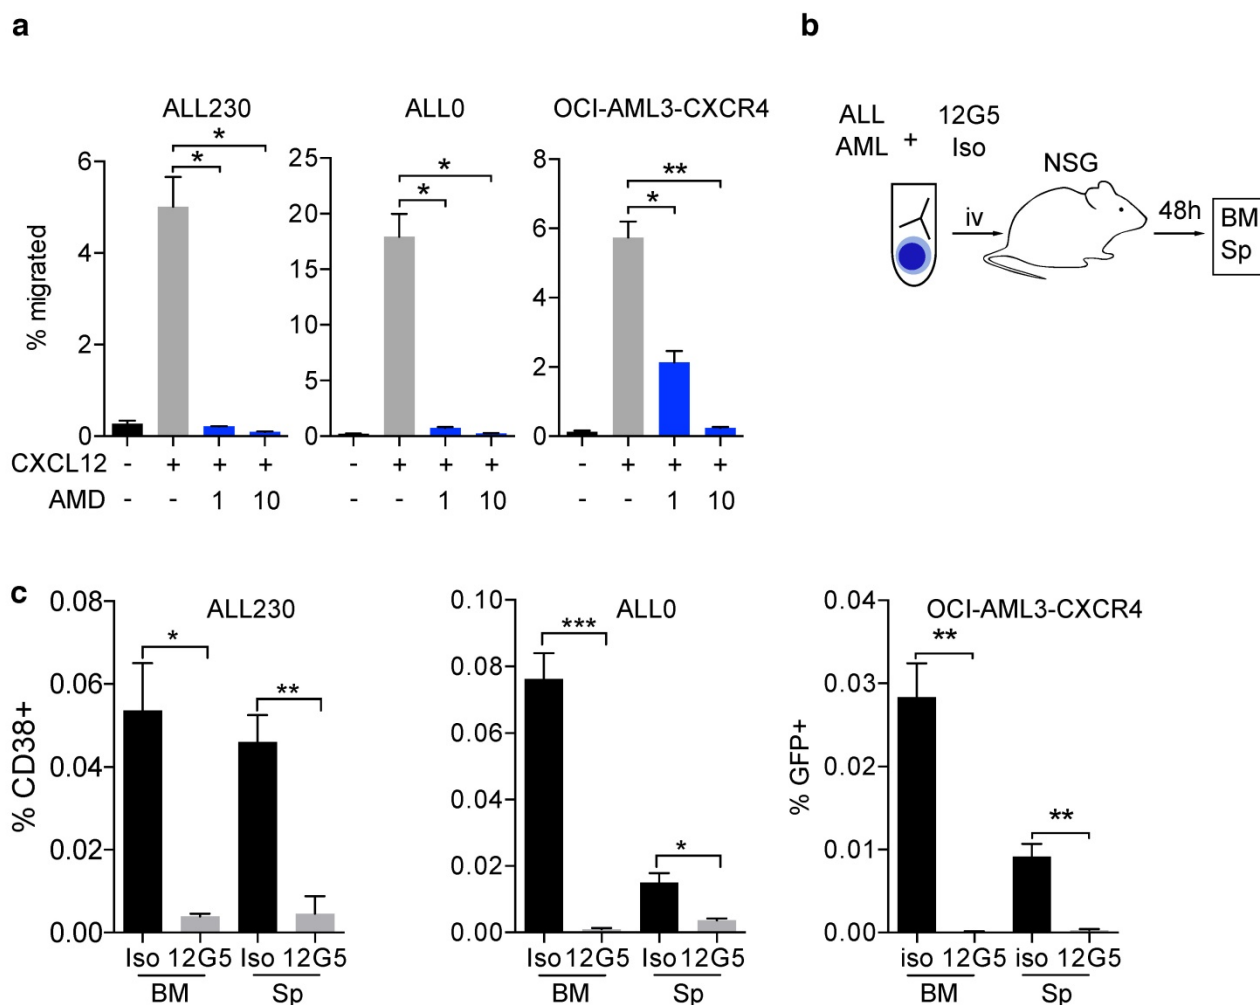 a
ALL230
ALL0
OCI-AML3-CXCR4
% migrated
6
4
2
0
*
*
25
20
15
10
5
0
*
*
8
6
4
2
0
*
**
CXCL12 - + + + - + + + - + + +
AMD - - 1 10 - - 1 10 - - 1 10
b
ALL 12G5
AML + Iso
NSG
iv
48h
BM
Sp
c
ALL230
% CD38+
0.08
0.06
0.04
0.02
0.00
*
**
Iso 12G5 Iso 12G5
BM Sp
ALL0
0.10
0.08
0.06
0.04
0.02
0.00
***
*
Iso 12G5 Iso 12G5
BM Sp
OCI-AML3-CXCR4
% GFP+
0.04
0.03
0.02
0.01
0.00
**
**
iso 12G5 iso 12G5
BM Sp